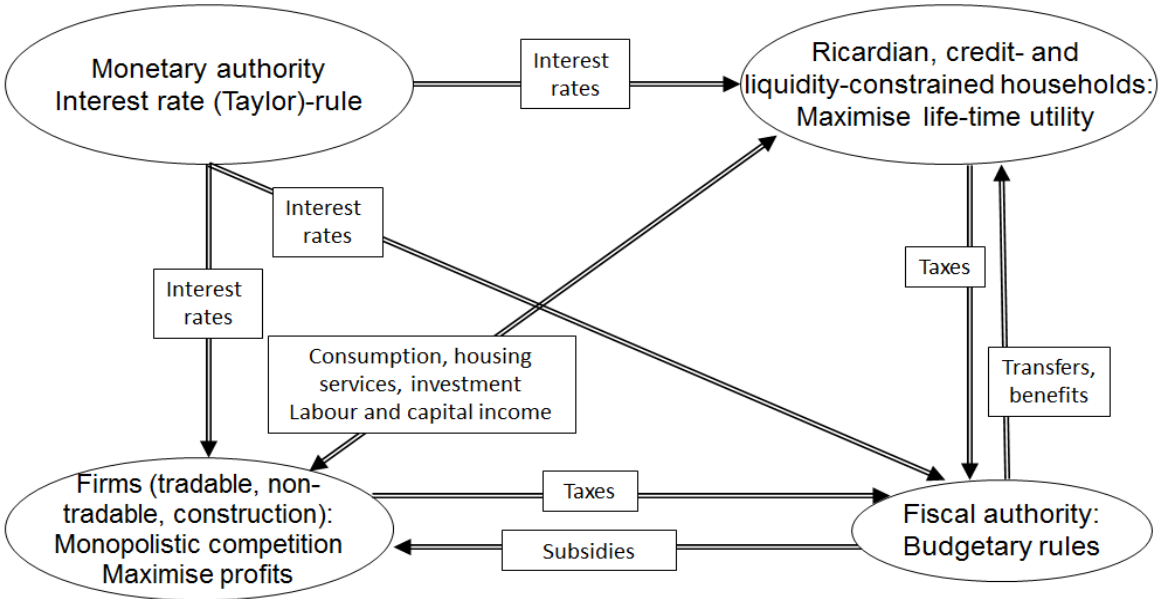 Monetary authority
Interest rate (Taylor)-rule
Interest
rates
Ricardian, credit- and
liquidity-constrained households:
Maximise life-time utility
Interest
rates
Interest
rates
Taxes
Consumption, housing
services, investment
Labour and capital income
Transfers,
benefits
Firms (tradable, non-
tradable, construction):
Monopolistic competition
Maximise profits
Taxes
Subsidies
Fiscal authority:
Budgetary rules